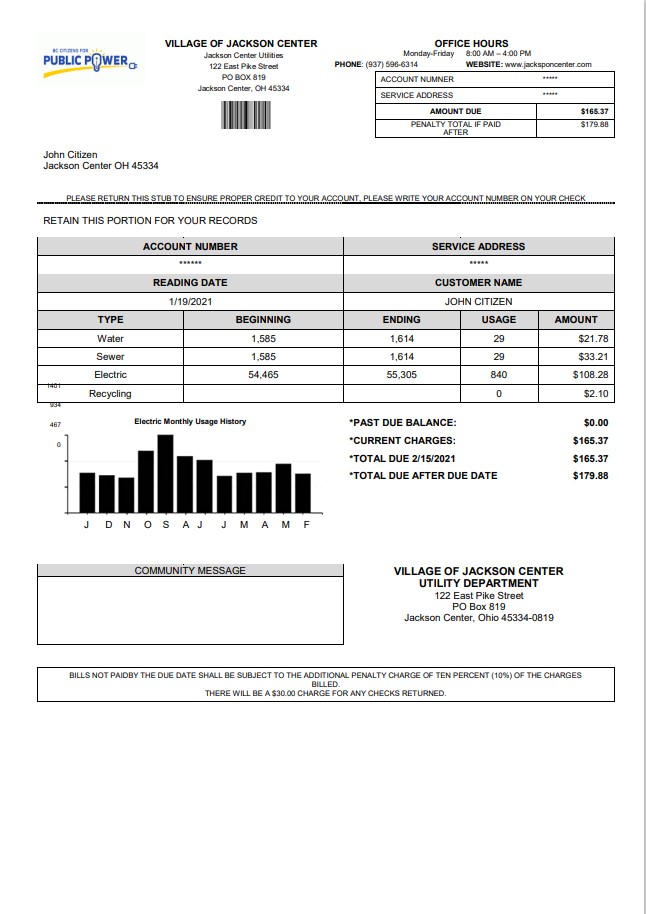 BC CITIZENS FOR
PUBLIC POWER
VILLAGE OF JACKSON CENTER
Jackson Center Utilities
122 East Pike Street
PO BOX 819
Jackson Center, OH 45334
OFFICE HOURS
Monday-Friday 8:00 AM – 4:00 PM
PHONE: (937) 596-6314 WEBSITE: www.jacksponcenter.com
ACCOUNT NUMNER *****
SERVICE ADDRESS *****
AMOUNT DUE $165.37
PENALTY TOTAL IF PAID AFTER $179.88
John Citizen
Jackson Center OH 45334
PLEASE RETURN THIS STUB TO ENSURE PROPER CREDIT TO YOUR ACCOUNT, PLEASE WRITE YOUR ACCOUNT NUMBER ON YOUR CHECK
RETAIN THIS PORTION FOR YOUR RECORDS
ACCOUNT NUMBER SERVICE ADDRESS
****** *****
READING DATE CUSTOMER NAME
1/19/2021 JOHN CITIZEN
TYPE BEGINNING ENDING USAGE AMOUNT
Water 1,585 1,614 29 $21.78
Sewer 1,585 1,614 29 $33.21
Electric 54,465 55,305 840 $108.28
Recycling 0 $2.10
1401
934
467
0
Electric Monthly Usage History
J D N O S A J J M A M F
*PAST DUE BALANCE: $0.00
*CURRENT CHARGES: $165.37
*TOTAL DUE 2/15/2021 $165.37
*TOTAL DUE AFTER DUE DATE $179.88
COMMUNITY MESSAGE
VILLAGE OF JACKSON CENTER
UTILITY DEPARTMENT
122 East Pike Street
PO Box 819
Jackson Center, Ohio 45334-0819
BILLS NOT PAIDBY THE DUE DATE SHALL BE SUBJECT TO THE ADDITIONAL PENALTY CHARGE OF TEN PERCENT (10%) OF THE CHARGES
BILLED.
THERE WILL BE A $30.00 CHARGE FOR ANY CHECKS RETURNED.